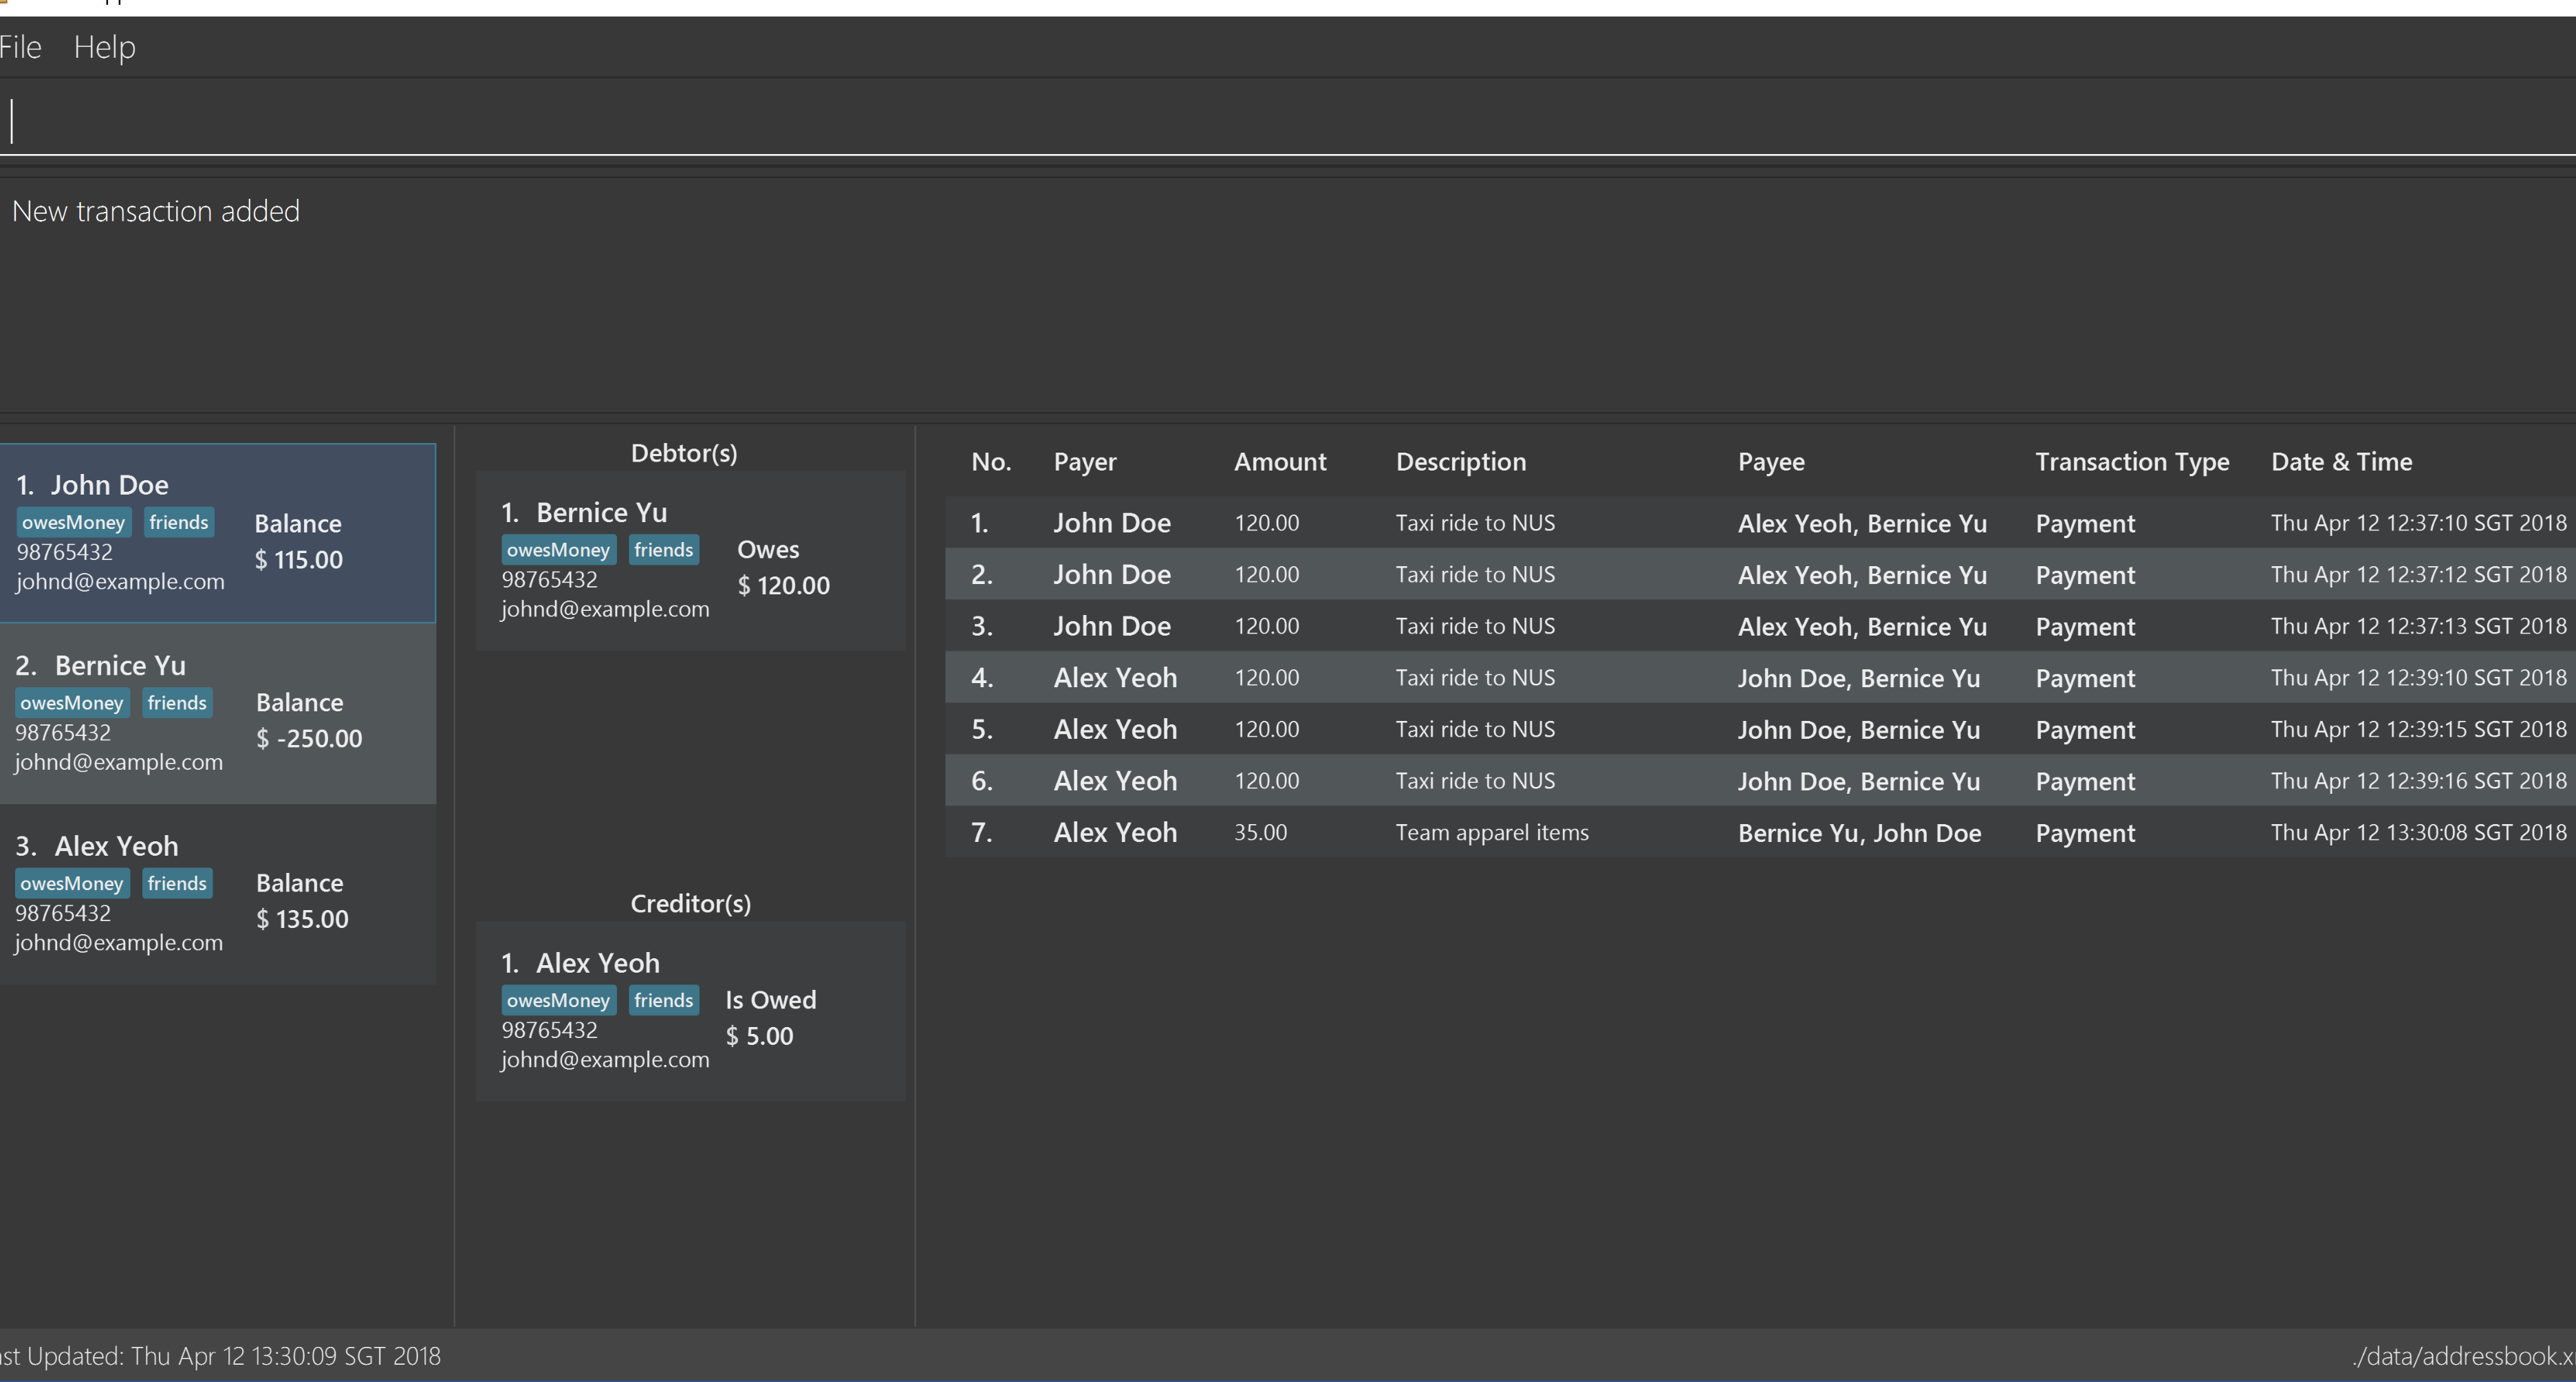 File Help
New transaction added
1. John Doe
owesMoney friends
98765432
johnd@example.com
Balance
$ 115.00
2. Bernice Yu
owesMoney friends
98765432
johnd@example.com
Balance
$ -250.00
3. Alex Yeoh
owesMoney friends
98765432
johnd@example.com
Balance
$ 135.00
Debtor(s)
1. Bernice Yu
owesMoney friends
98765432
johnd@example.com
Owes
$ 120.00
Creditor(s)
1. Alex Yeoh
owesMoney friends
98765432
johnd@example.com
Is Owed
$ 5.00
No. Payer Amount Description Payee Transaction Type Date & Time
1. John Doe 120.00 Taxi ride to NUS Alex Yeoh, Bernice Yu Payment Thu Apr 12 12:37:10 SGT 2018
2. John Doe 120.00 Taxi ride to NUS Alex Yeoh, Bernice Yu Payment Thu Apr 12 12:37:12 SGT 2018
3. John Doe 120.00 Taxi ride to NUS Alex Yeoh, Bernice Yu Payment Thu Apr 12 12:37:13 SGT 2018
4. Alex Yeoh 120.00 Taxi ride to NUS John Doe, Bernice Yu Payment Thu Apr 12 12:39:10 SGT 2018
5. Alex Yeoh 120.00 Taxi ride to NUS John Doe, Bernice Yu Payment Thu Apr 12 12:39:15 SGT 2018
6. Alex Yeoh 120.00 Taxi ride to NUS John Doe, Bernice Yu Payment Thu Apr 12 12:39:16 SGT 2018
7. Alex Yeoh 35.00 Team apparel items Bernice Yu, John Doe Payment Thu Apr 12 13:30:08 SGT 2018
st Updated: Thu Apr 12 13:30:09 SGT 2018
./data/addressbook.x